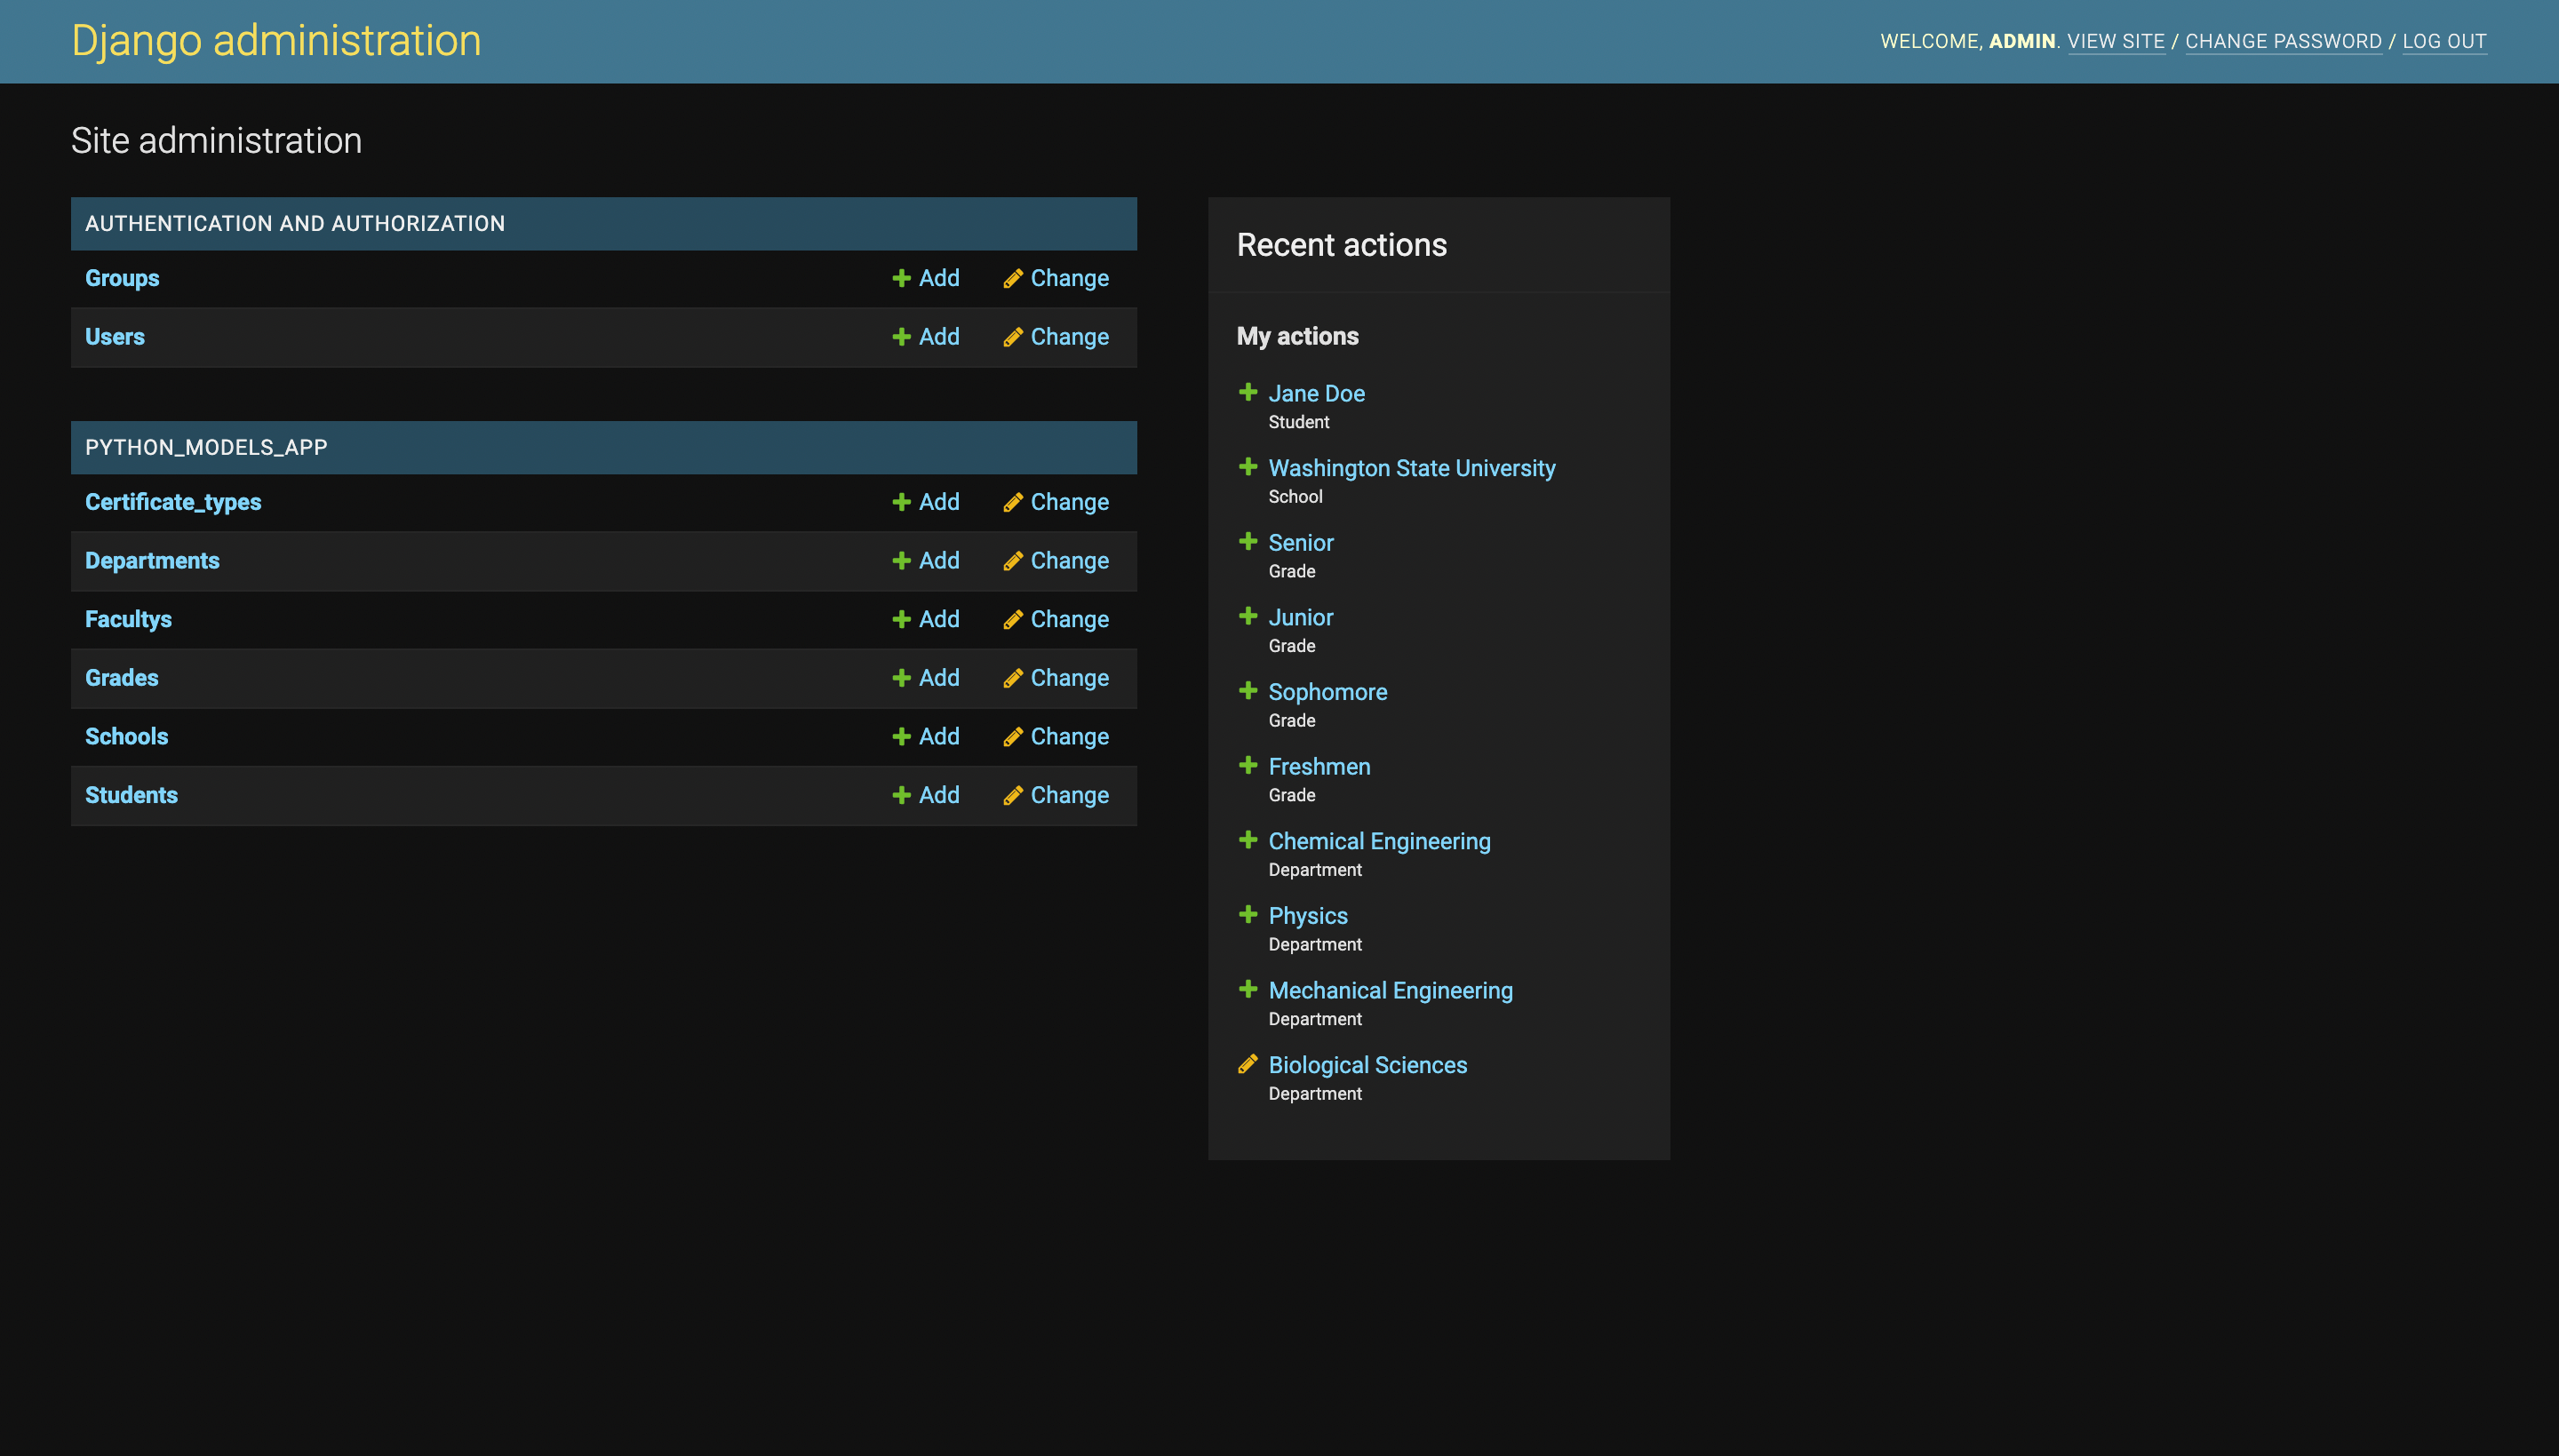 Django administration
WELCOME, ADMIN. VIEW SITE / CHANGE PASSWORD / LOG OUT
Site administration
AUTHENTICATION AND AUTHORIZATION
Groups Add Change
Users Add Change
PYTHON_MODELS_APP
Certificate_types Add Change
Departments Add Change
Facultys Add Change
Grades Add Change
Schools Add Change
Students Add Change
Recent actions
My actions
Jane Doe
Student
Washington State University
School
Senior
Grade
Junior
Grade
Sophomore
Grade
Freshmen
Grade
Chemical Engineering
Department
Physics
Department
Mechanical Engineering
Department
Biological Sciences
Department